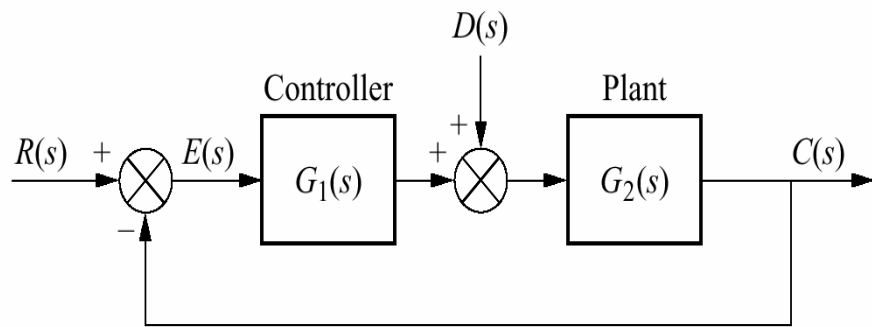 D(s)
Controller
Plant
R(s)
+
E(s)
G₁(s)
+
+
G₂(s)
C(s)
−